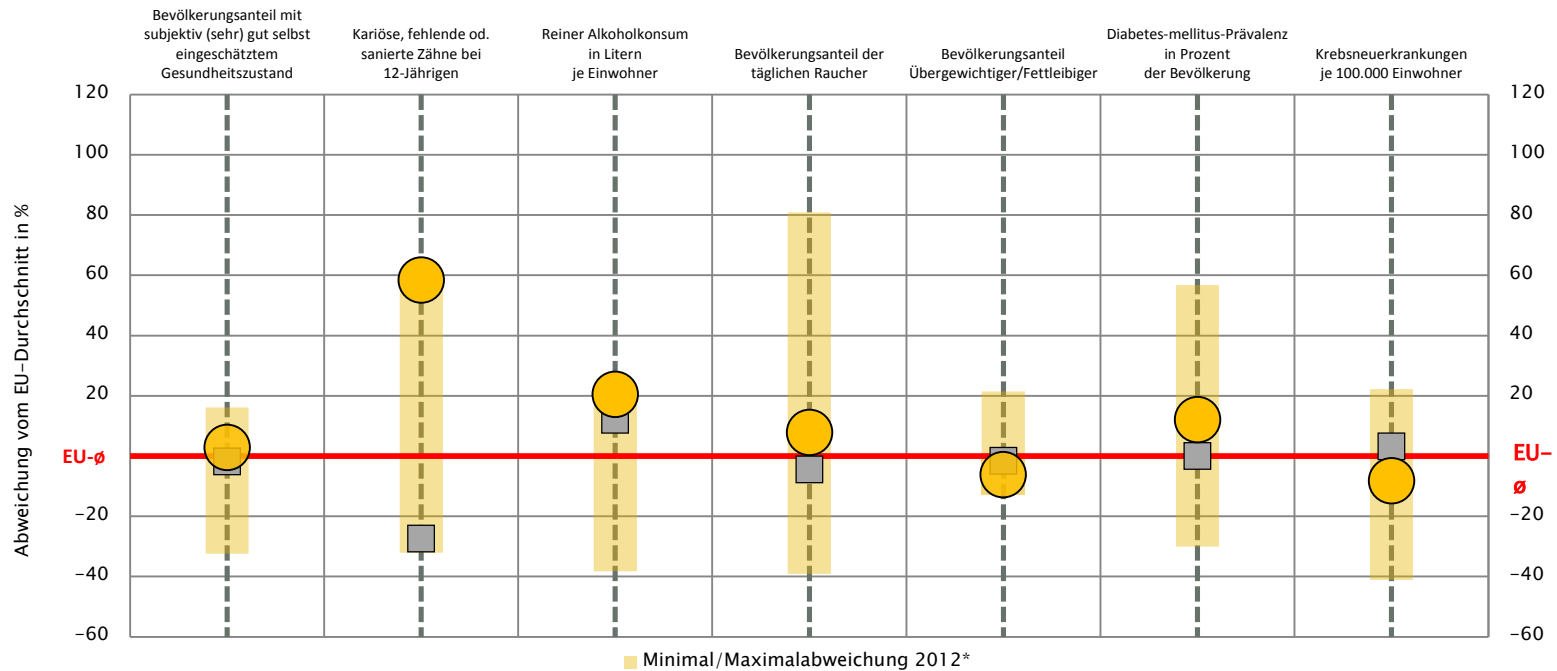 Bevölkerungsanteil mit
subjektiv (sehr) gut selbst
eingeschätztem
Gesundheitszustand
Kariöse, fehlende od.
sanierte Zähne bei
12-Jährigen
Reiner Alkoholkonsum
in Litern
je Einwohner
Bevölkerungsanteil der
täglichen Raucher
Bevölkerungsanteil
Übergewichtiger/Fettleibiger
Diabetes-mellitus-Prävalenz
in Prozent
der Bevölkerung
Krebsneuerkrankungen
je 100.000 Einwohner
Abweichung vom EU-Durchschnitt in %
120
100
80
60
40
20
EU-ø
-20
-40
-60
120
100
80
60
40
20
EU-
ø
-20
-40
-60
Minimal/Maximalabweichung 2012*